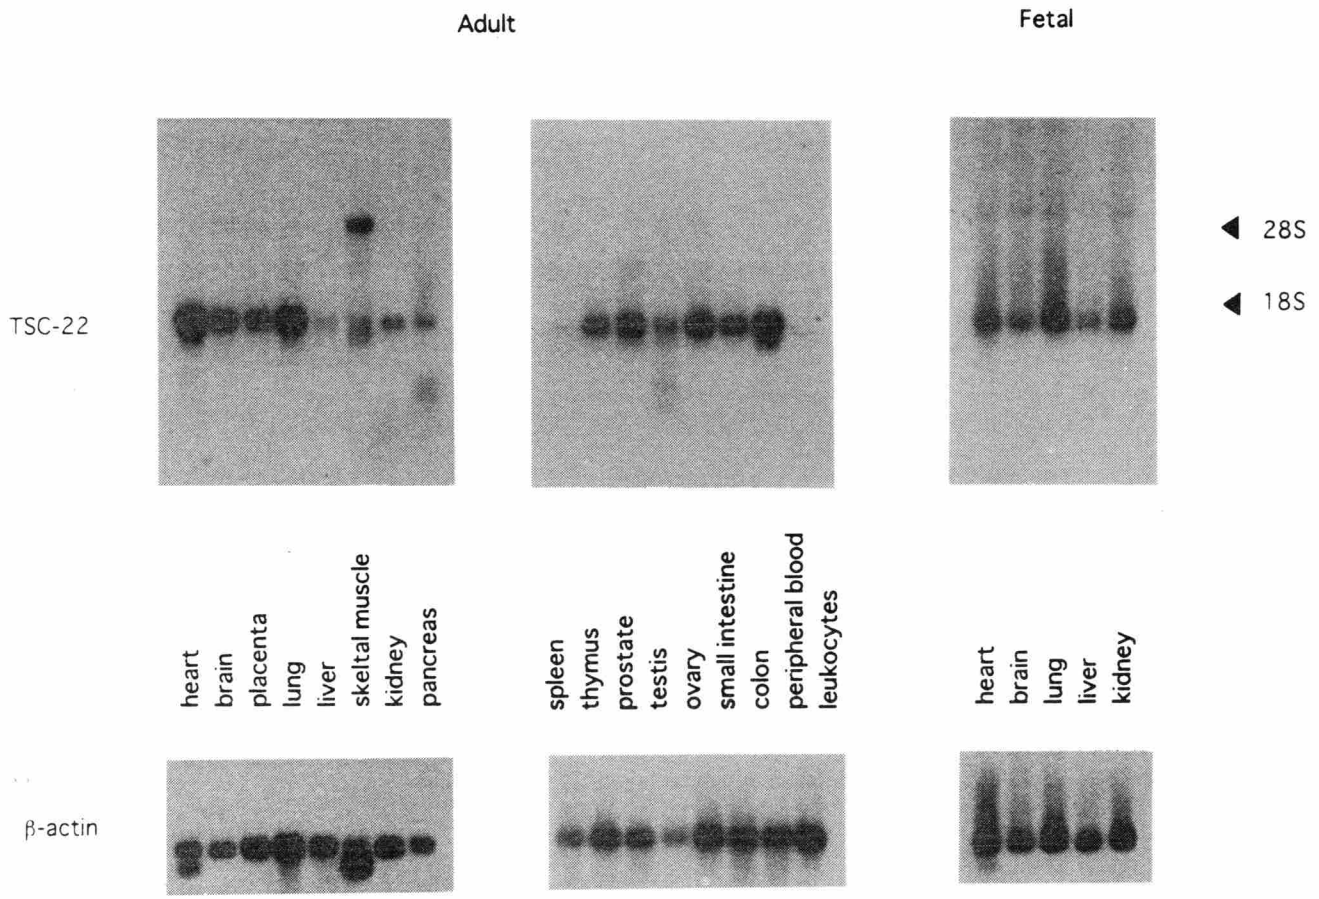 Adult
Fetal
28S
18S
TSC-22
heart
brain
placenta
lung
liver
skeltal muscle
kidney
pancreas
spleen
thymus
prostate
testis
ovary
small intestine
colon
peripheral blood
leukocytes
heart
brain
lung
liver
kidney
β-actin